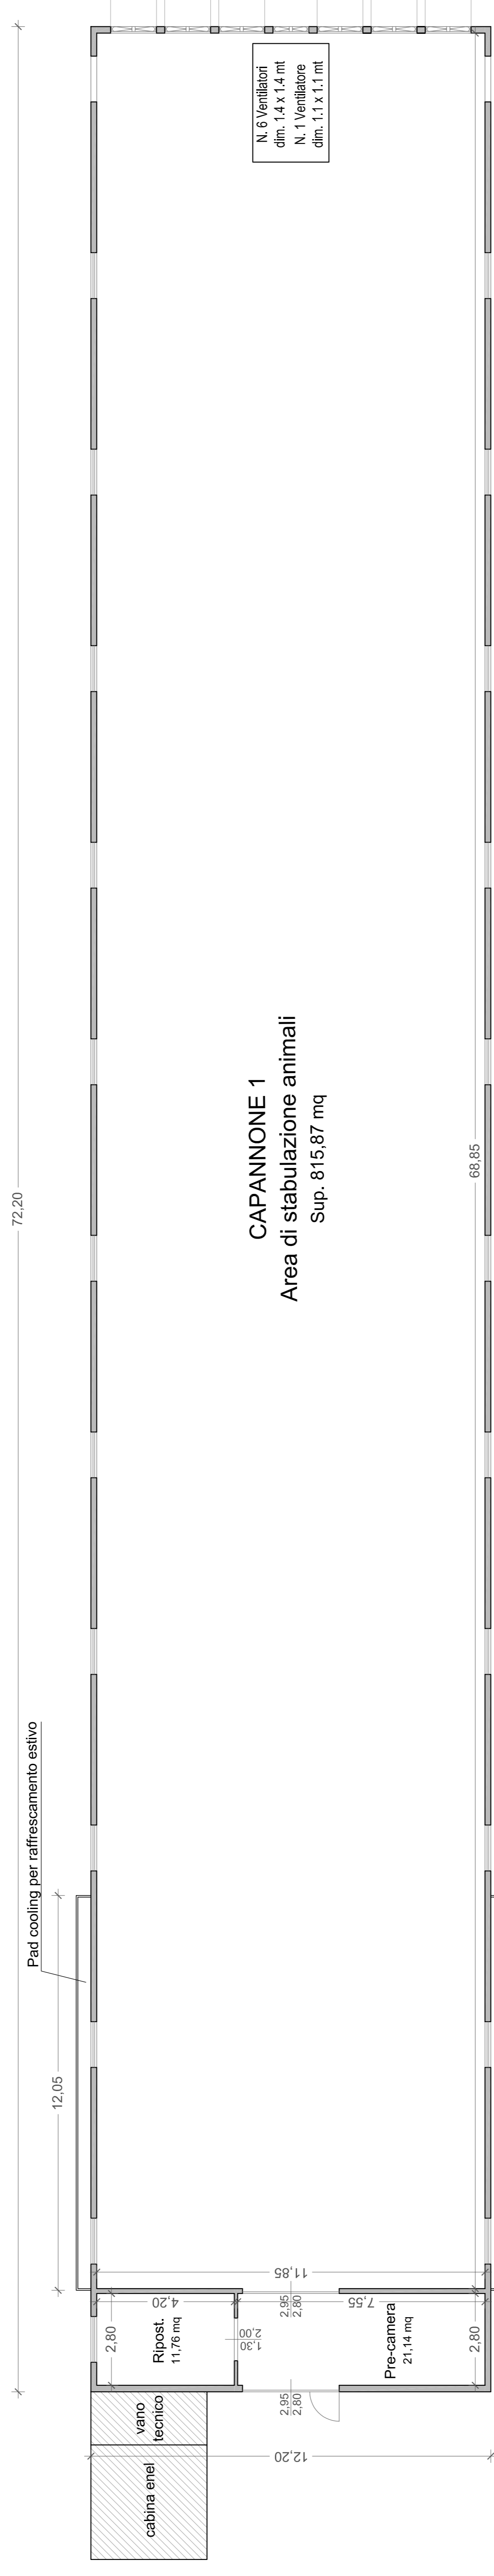 N. 6 Ventilatori
dim. 1.4 x 1.4 mt
N. 1 Ventilatore
dim. 1.1 x 1.1 mt
72,20
CAPANNONE 1
Area di stabulazione animali
Sup. 815,87 mq
68,85
Pad cooling per raffrescamento estivo
12,05
11,85
4,20
2,95
2,80
7,55
2,80
Ripost.
11,76 mq
1,30
2,00
Pre-camera
21,14 mq
2,80
2,95
2,80
vano
tecnico
cabina enel
12,20